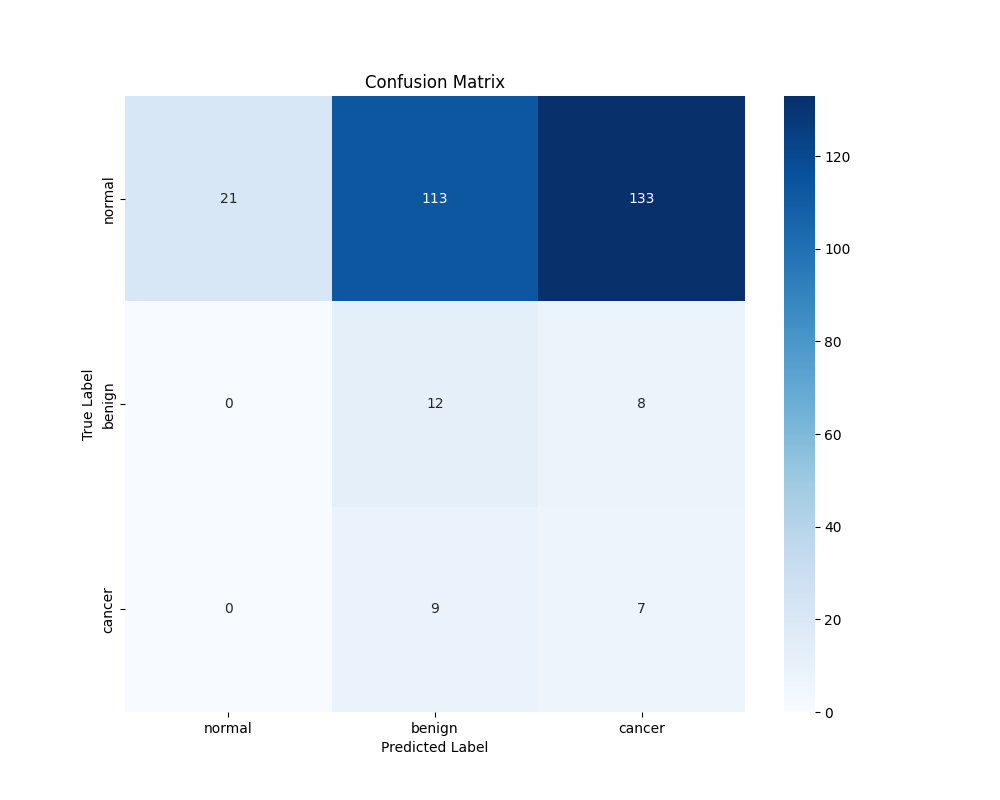 Confusion Matrix
True Label
normal
21
113
133
benign
0
12
8
cancer
0
9
7
normal
benign
cancer
Predicted Label
120
100
80
60
40
20
0